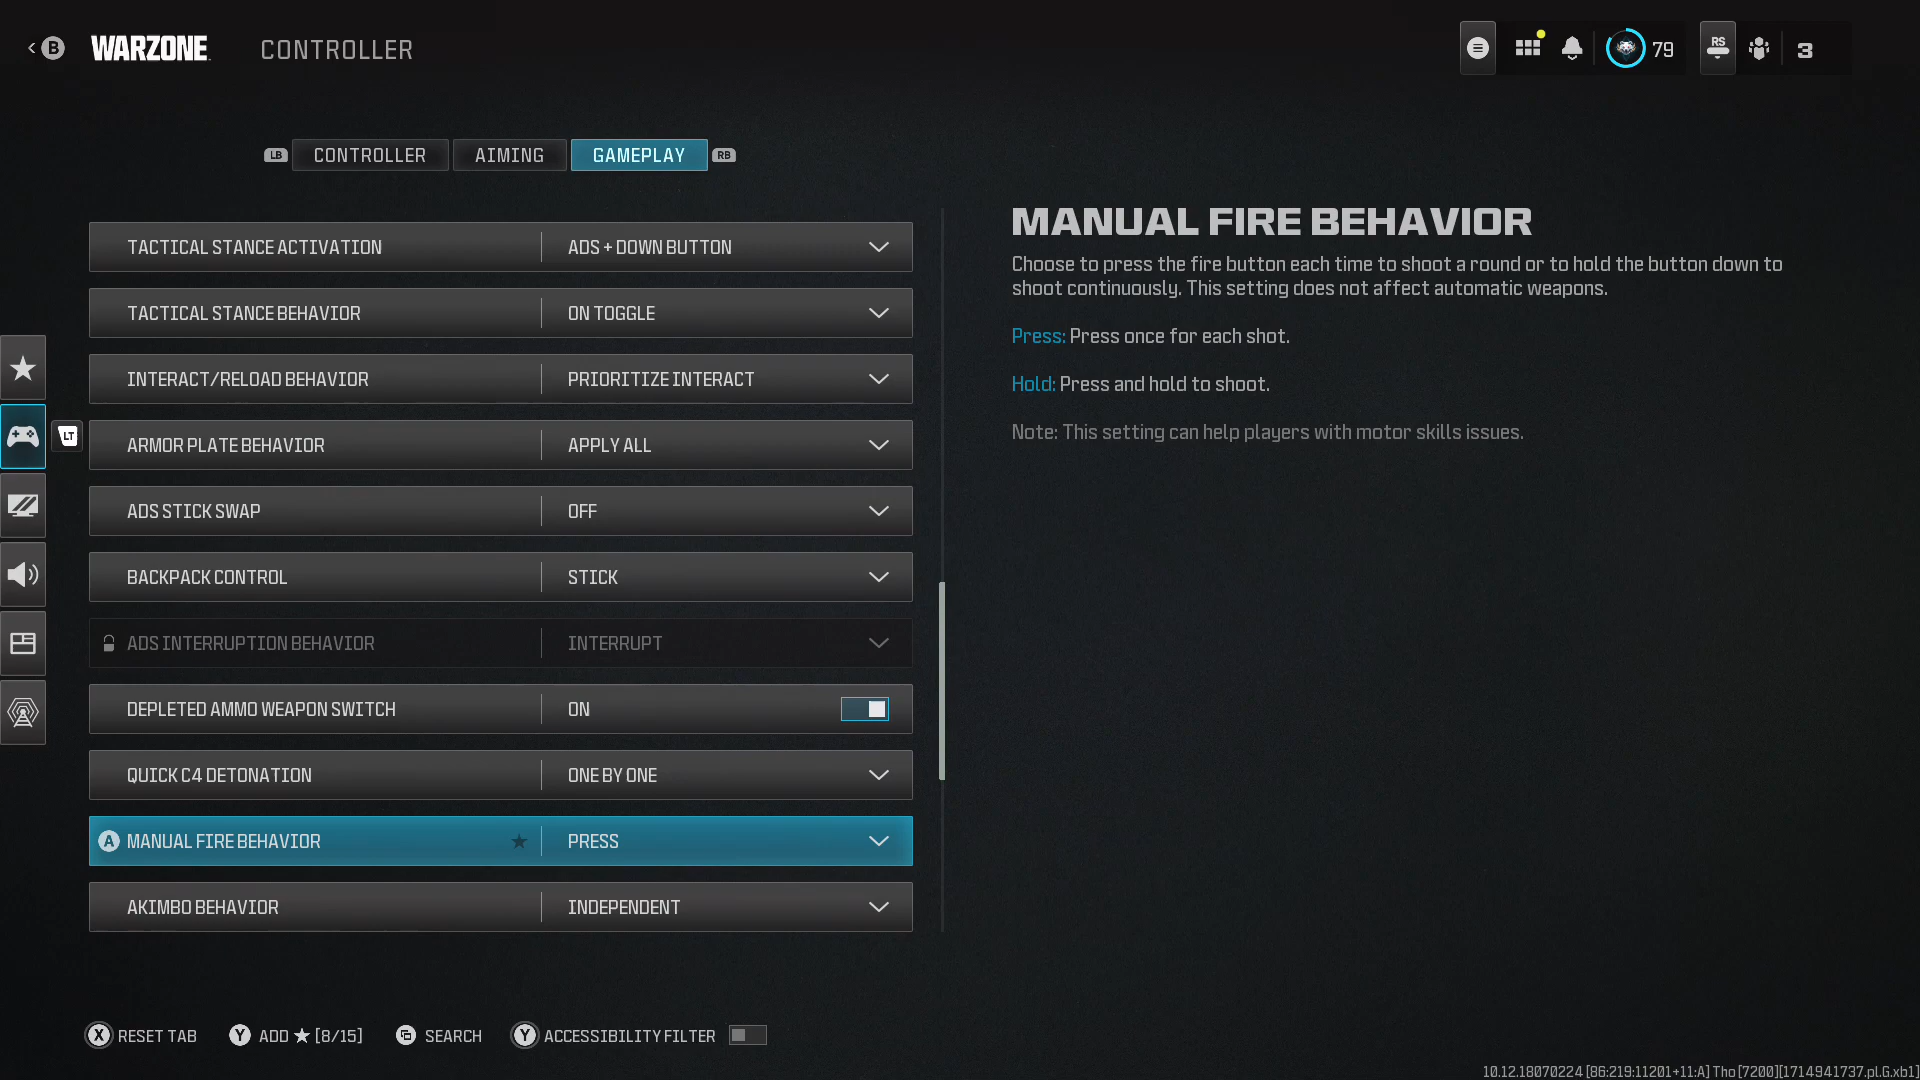 B WARZONE CONTROLLER 79 RS 3
LB CONTROLLER AIMING GAMEPLAY RB
TACTICAL STANCE ACTIVATION ADS + DOWN BUTTON
TACTICAL STANCE BEHAVIOR ON TOGGLE
INTERACT/RELOAD BEHAVIOR PRIORITIZE INTERACT
LT ARMOR PLATE BEHAVIOR APPLY ALL
ADS STICK SWAP OFF
BACKPACK CONTROL STICK
ADS INTERRUPTION BEHAVIOR INTERRUPT
DEPLETED AMMO WEAPON SWITCH ON
QUICK C4 DETONATION ONE BY ONE
A MANUAL FIRE BEHAVIOR ★ PRESS
AKIMBO BEHAVIOR INDEPENDENT
MANUAL FIRE BEHAVIOR
Choose to press the fire button each time to shoot a round or to hold the button down to
shoot continuously. This setting does not affect automatic weapons.
Press: Press once for each shot.
Hold: Press and hold to shoot.
Note: This setting can help players with motor skills issues.
X RESET TAB Y ADD ★ [8/15] SEARCH Y ACCESSIBILITY FILTER
10.12.18070224 [86:219:11201+11:A] Tho [7200][1714941737.pl.G.xb1]